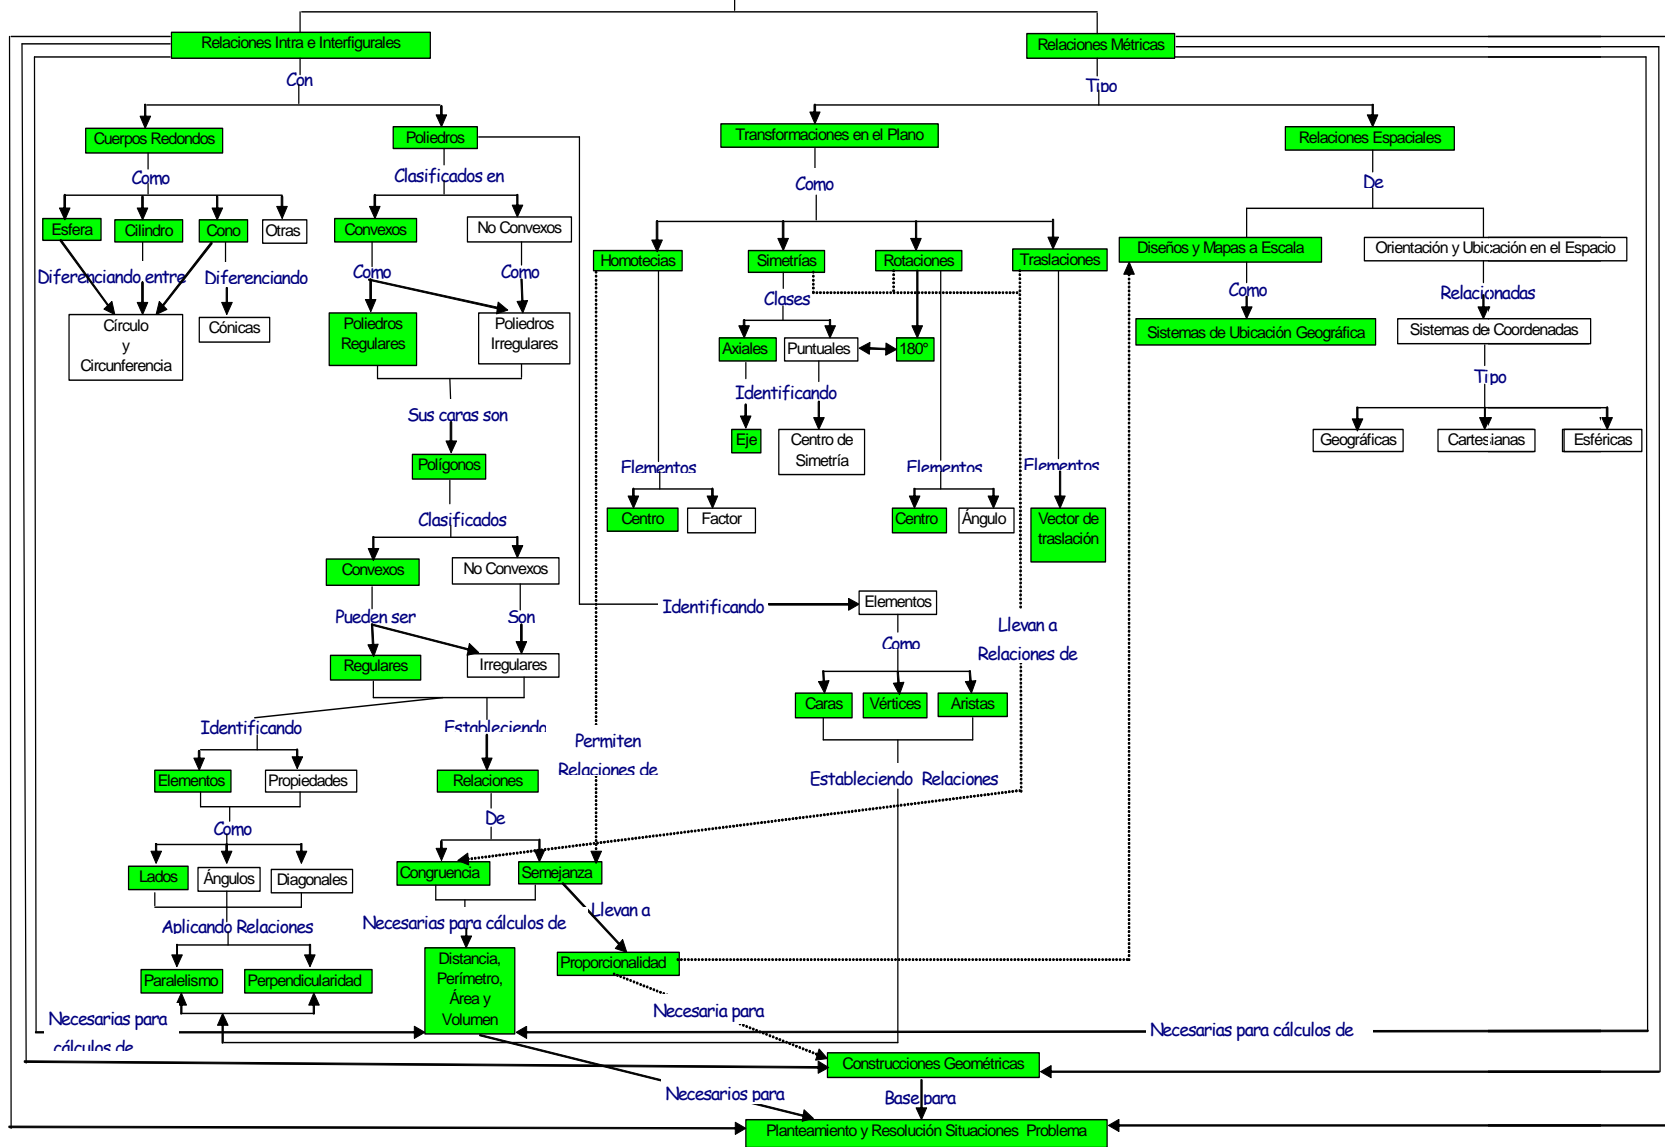 Relaciones Intra e Interfigurales
Relaciones Métricas
Con
Tipo
Cuerpos Redondos
Poliedros
Transformaciones en el Plano
Relaciones Espaciales
Como
Clasificados en
Como
De
Esfera
Cilindro
Cono
Otras
Convexos
No Convexos
Homotecias
Simetrías
Rotaciones
Traslaciones
Diseños y Mapas a Escala
Orientación y Ubicación en el Espacio
Diferenciando entre
Diferenciando
Como
Como
Clases
Como
Relacionadas
Círculo
y
Circunferencia
Cónicas
Poliedros
Regulares
Poliedros
Irregulares
Axiales
Puntuales
180°
Sistemas de Ubicación Geográfica
Sistemas de Coordenadas
Identificando
Tipo
Sus caras son
Eje
Centro de
Simetría
Geográficas
Cartesianas
Esféricas
Polígonos
Elementos
Elementos
Elementos
Centro
Factor
Centro
Ángulo
Vector de
traslación
Clasificados
Convexos
No Convexos
Identificando
Elementos
Pueden ser
Son
Llevan a
Relaciones de
Como
Regulares
Irregulares
Caras
Vértices
Aristas
Identificando
Estableciendo
Permiten
Relaciones de
Elementos
Propiedades
Relaciones
Estableciendo Relaciones
Como
De
Lados
Ángulos
Diagonales
Congruencia
Semejanza
Aplicando Relaciones
Necesarias para cálculos de
Llevan a
Paralelismo
Perpendicularidad
Distancia,
Perímetro,
Área y
Volumen
Proporcionalidad
Necesarias para
cálculos de
Necesaria para
Necesarias para cálculos de
Construcciones Geométricas
Necesarios para
Base para
Planteamiento y Resolución Situaciones Problema